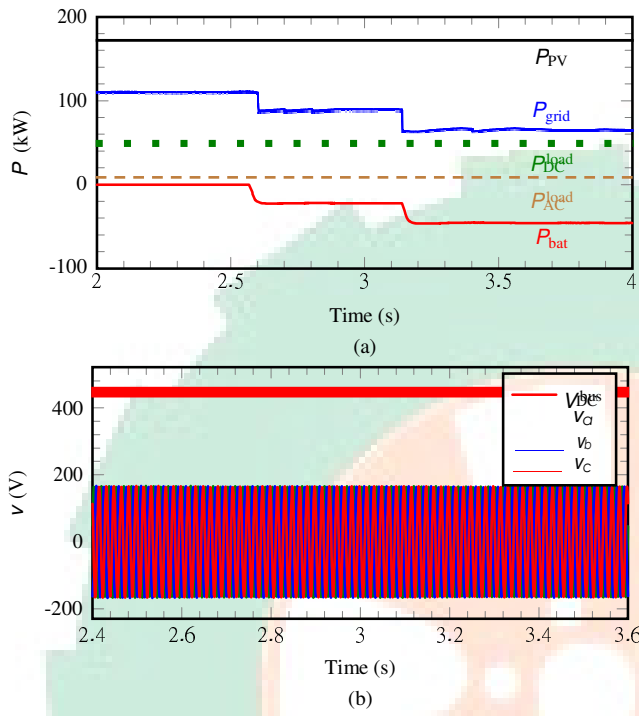 200
P_PV
100
P_grid
P (kW)
P_DC^load
0
P_AC^load
P_bat
-100
2
2.5
3
3.5
4
Time (s)
(a)
400
V_DC^bus
v_a
v_b
v_c
200
v (V)
0
-200
2.4
2.6
2.8
3
3.2
3.4
3.6
Time (s)
(b)